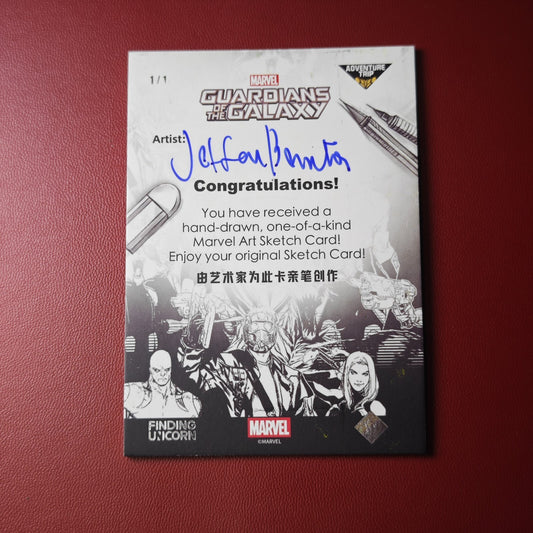 1/1
MARVEL
GUARDIANS
OF THE GALAXY
ADVENTURE
TRIP
Artist:
Congratulations!
You have received a
hand-drawn, one-of-a-kind
Marvel Art Sketch Card!
Enjoy your original Sketch Card!
由艺术家为此卡亲笔创作
FINDING
UNICORN
MARVEL
©MARVEL